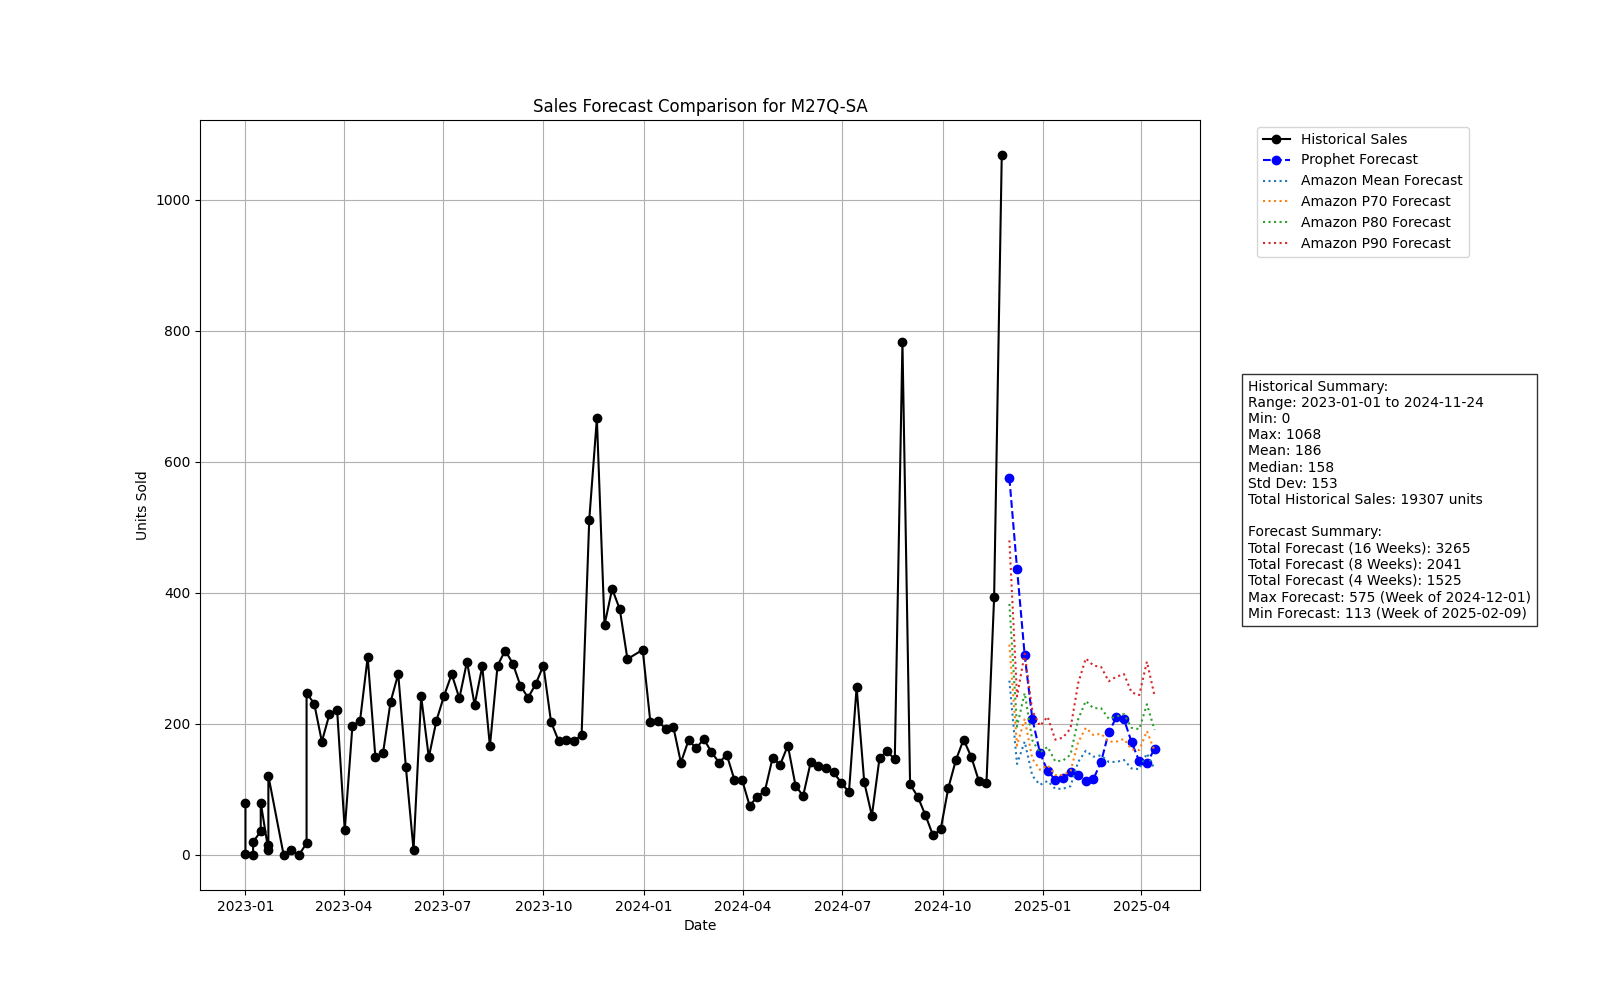 Sales Forecast Comparison for M27Q-SA
Units Sold
1000
800
600
400
200
0
2023-01
2023-04
2023-07
2023-10
2024-01
2024-04
2024-07
2024-10
2025-01
2025-04
Date
Historical Sales
Prophet Forecast
Amazon Mean Forecast
Amazon P70 Forecast
Amazon P80 Forecast
Amazon P90 Forecast
Historical Summary:
Range: 2023-01-01 to 2024-11-24
Min: 0
Max: 1068
Mean: 186
Median: 158
Std Dev: 153
Total Historical Sales: 19307 units
Forecast Summary:
Total Forecast (16 Weeks): 3265
Total Forecast (8 Weeks): 2041
Total Forecast (4 Weeks): 1525
Max Forecast: 575 (Week of 2024-12-01)
Min Forecast: 113 (Week of 2025-02-09)